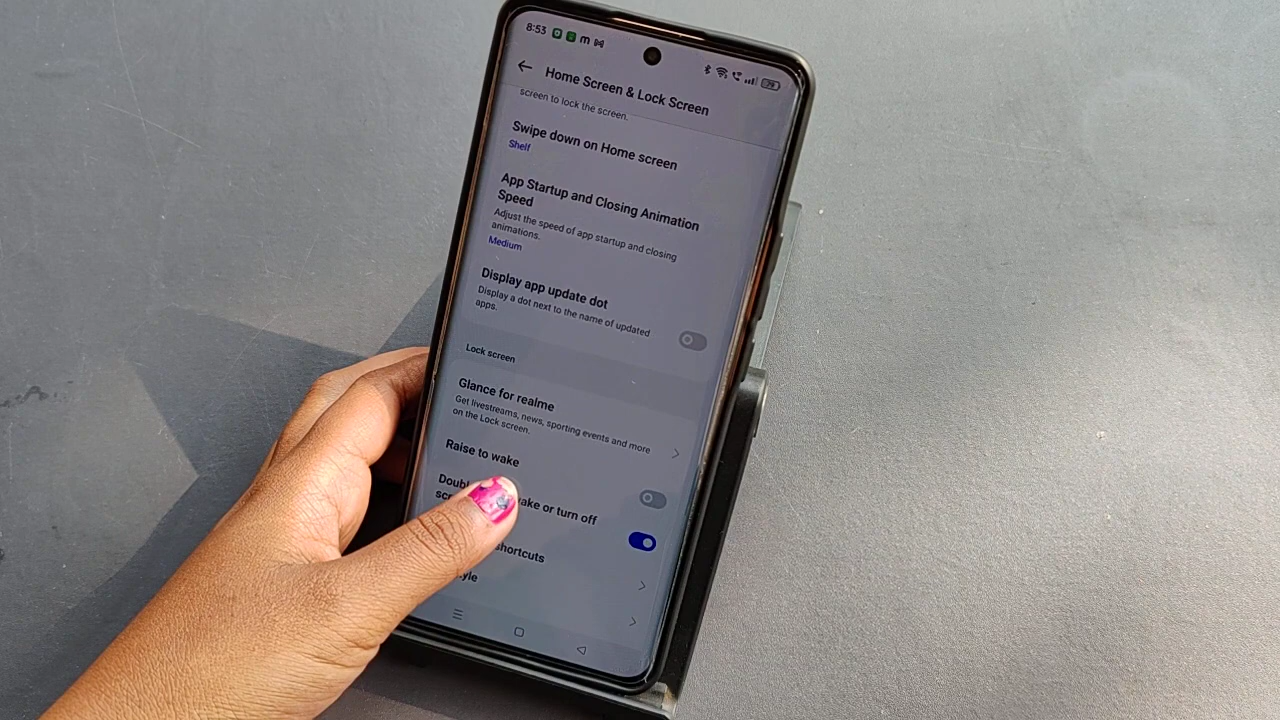 8:53
Home Screen & Lock Screen
screen to lock the screen.
Swipe down on Home screen
Shelf
App Startup and Closing Animation
Speed
Adjust the speed of app startup and closing
animations.
Medium
Display app update dot
Display a dot next to the name of updated
apps.
Lock screen
Glance for realme
Get livestreams, news, sporting events and more
on the Lock screen.
Raise to wake
or turn off
shortcuts